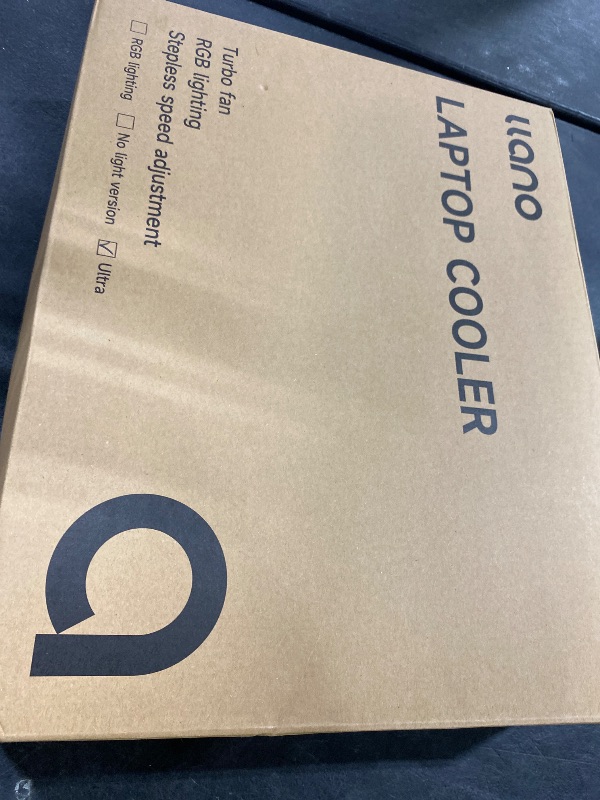 llano
LAPTOP COOLER
Turbo fan
RGB lighting
Stepless speed adjustment
☐ RGB lighting ☐ No light version ☑ Ultra